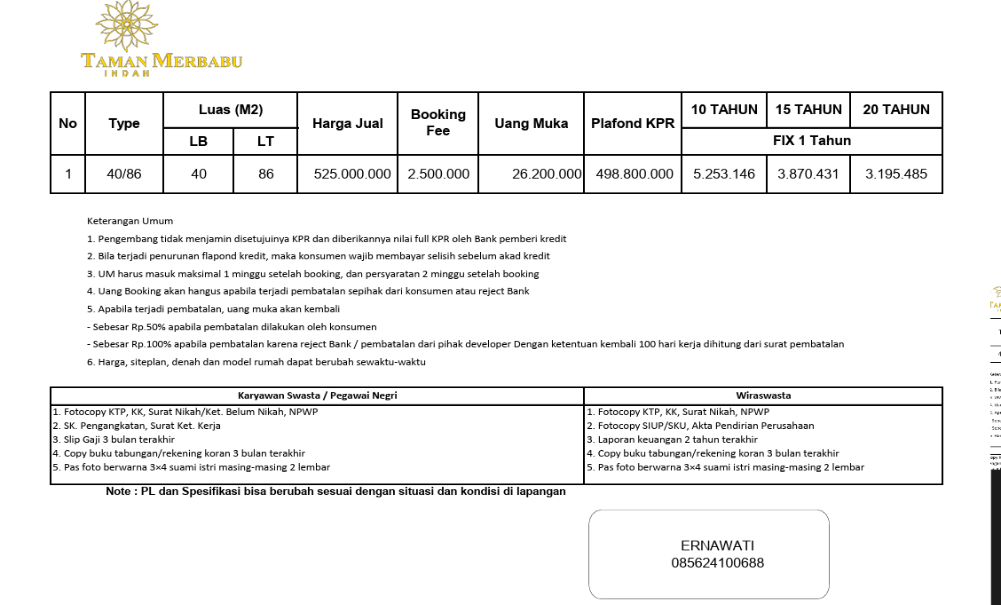 TAMAN MERBABU
INDAH
No Type Luas (M2) Harga Jual Booking Fee Uang Muka Plafond KPR 10 TAHUN 15 TAHUN 20 TAHUN
LB LT FIX 1 Tahun
1 40/86 40 86 525.000.000 2.500.000 26.200.000 498.800.000 5.253.146 3.870.431 3.195.485
Keterangan Umum
1. Pengembang tidak menjamin disetujuinya KPR dan diberikannya nilai full KPR oleh Bank pemberi kredit
2. Bila terjadi penurunan flapond kredit, maka konsumen wajib membayar selisih sebelum akad kredit
3. UM harus masuk maksimal 1 minggu setelah booking, dan persyaratan 2 minggu setelah booking
4. Uang Booking akan hangus apabila terjadi pembatalan sepihak dari konsumen atau reject Bank
5. Apabila terjadi pembatalan, uang muka akan kembali
- Sebesar Rp.50% apabila pembatalan dilakukan oleh konsumen
- Sebesar Rp.100% apabila pembatalan karena reject Bank / pembatalan dari pihak developer Dengan ketentuan kembali 100 hari kerja dihitung dari surat pembatalan
6. Harga, siteplan, denah dan model rumah dapat berubah sewaktu-waktu
Karyawan Swasta / Pegawai Negri
1. Fotocopy KTP, KK, Surat Nikah/Ket. Belum Nikah, NPWP
2. SK. Pengangkatan, Surat Ket. Kerja
3. Slip Gaji 3 bulan terakhir
4. Copy buku tabungan/rekening koran 3 bulan terakhir
5. Pas foto berwarna 3×4 suami istri masing-masing 2 lembar
Wiraswasta
1. Fotocopy KTP, KK, Surat Nikah, NPWP
2. Fotocopy SIUP/SKU, Akta Pendirian Perusahaan
3. Laporan keuangan 2 tahun terakhir
4. Copy buku tabungan/rekening koran 3 bulan terakhir
5. Pas foto berwarna 3×4 suami istri masing-masing 2 lembar
Note : PL dan Spesifikasi bisa berubah sesuai dengan situasi dan kondisi di lapangan
ERNAWATI
085624100688